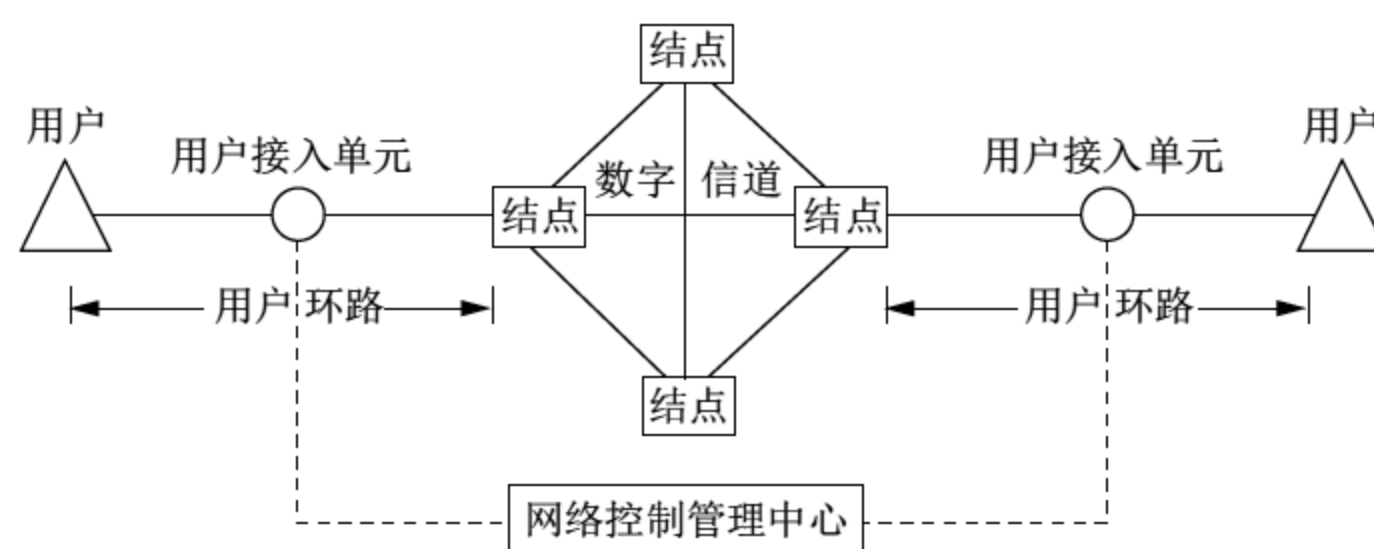 结点
用户
用户
用户接入单元
用户接入单元
数字 信道
结点
结点
用户 环路
用户 环路
结点
网络控制管理中心